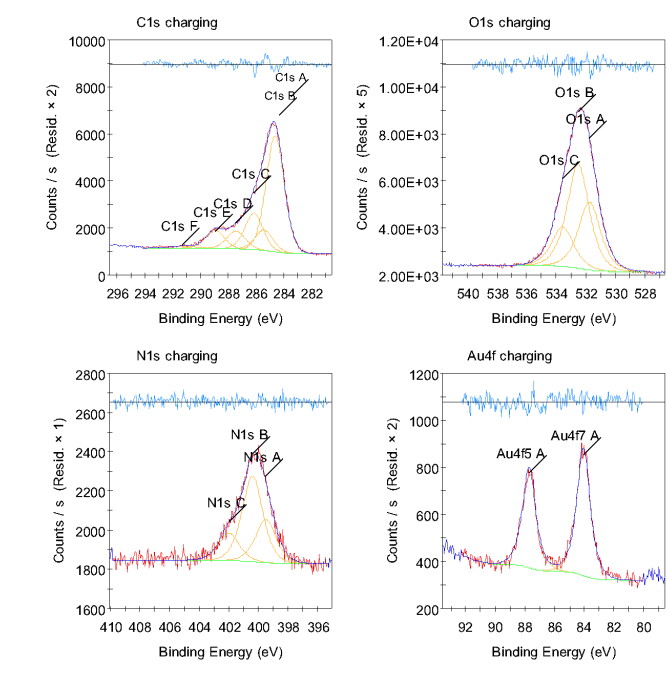 C1s charging
O1s charging
10000
8000
6000
4000
2000
0
Counts / s (Resid. × 2)
C1s A
C1s B
C1s C
C1s D
C1s E
C1s F
296 294 292 290 288 286 284 282
Binding Energy (eV)
1.20E+04
1.00E+04
8.00E+03
6.00E+03
4.00E+03
2.00E+03
Counts / s (Resid. × 5)
O1s B
O1s A
O1s C
540 538 536 534 532 530 528
Binding Energy (eV)
N1s charging
Au4f charging
2800
2600
2400
2200
2000
1800
1600
Counts / s (Resid. × 1)
N1s B
N1s A
N1s C
410 408 406 404 402 400 398 396
Binding Energy (eV)
1200
1000
800
600
400
200
Counts / s (Resid. × 2)
Au4f7 A
Au4f5 A
92 90 88 86 84 82 80
Binding Energy (eV)